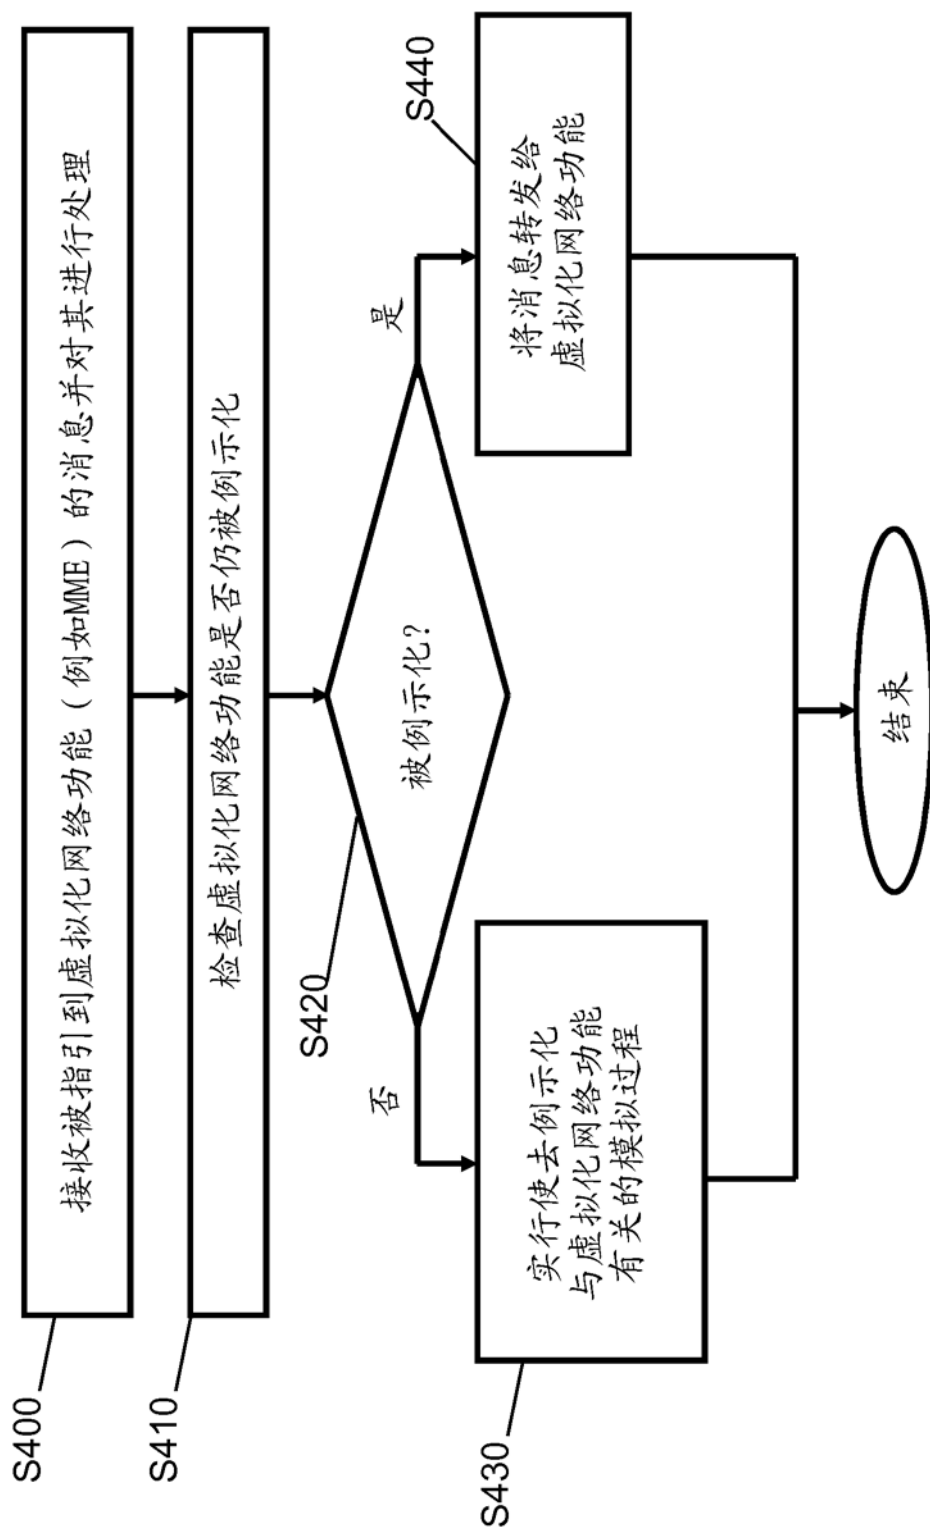 S400
接收被指引到虚拟化网络功能（例如MME）的消息并对其进行处理
S410
检查虚拟化网络功能是否仍被例示化
S420
被例示化?
否
是
S430
实行使去例示化
与虚拟化网络功能
有关的模拟过程
S440
将消息转发给
虚拟化网络功能
结束